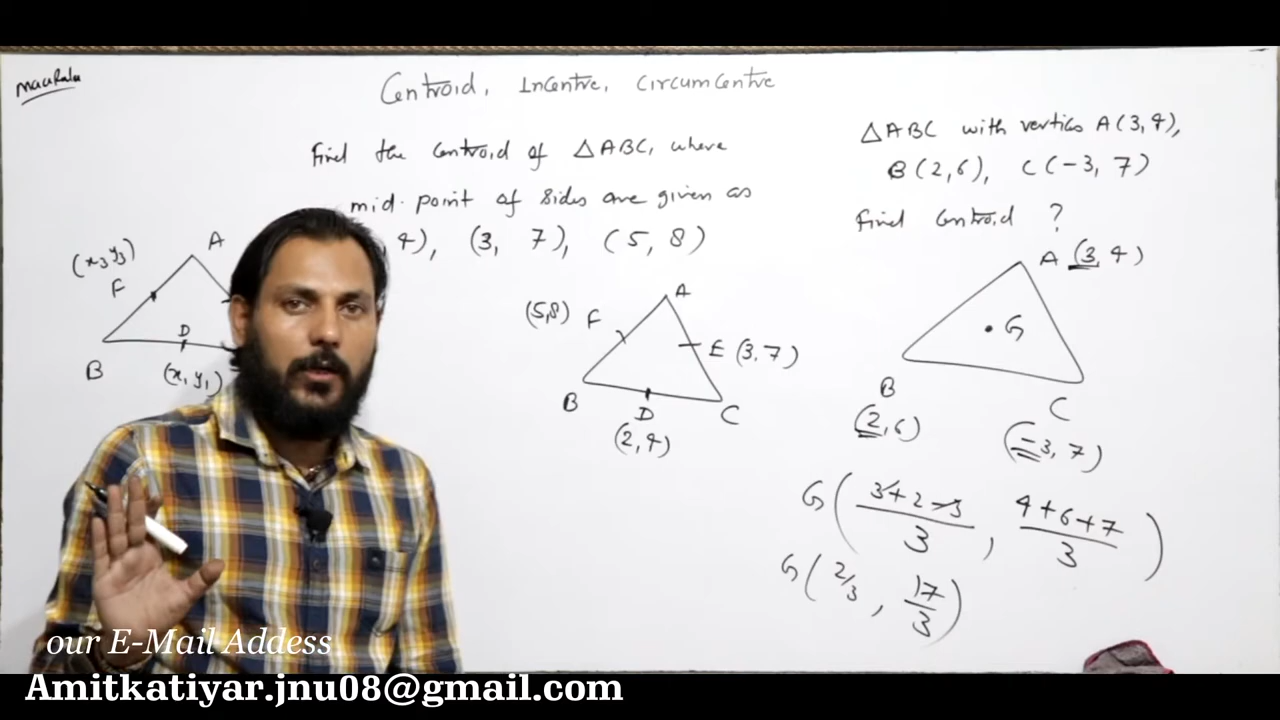 Centroid, Incentre, Circumcentre
Find the Centroid of △ABC, where
mid-point of sides are given as
4), (3, 7), (5, 8)
(x₃ y₃)
A
F
B
D
(x₁ y₁)
A
(5,8) F
E (3,7)
B
D
C
(2,4)
△ABC with vertics A(3,4),
B(2,6), C(-3, 7)
find Centroid ?
A (3, 4)
G
B
C
(2,6)
(-3, 7)
G((3+2-3)/3, (4+6+7)/3)
G(2/3, 17/3)
our E-Mail Addess
Amitkatiyar.jnu08@gmail.com